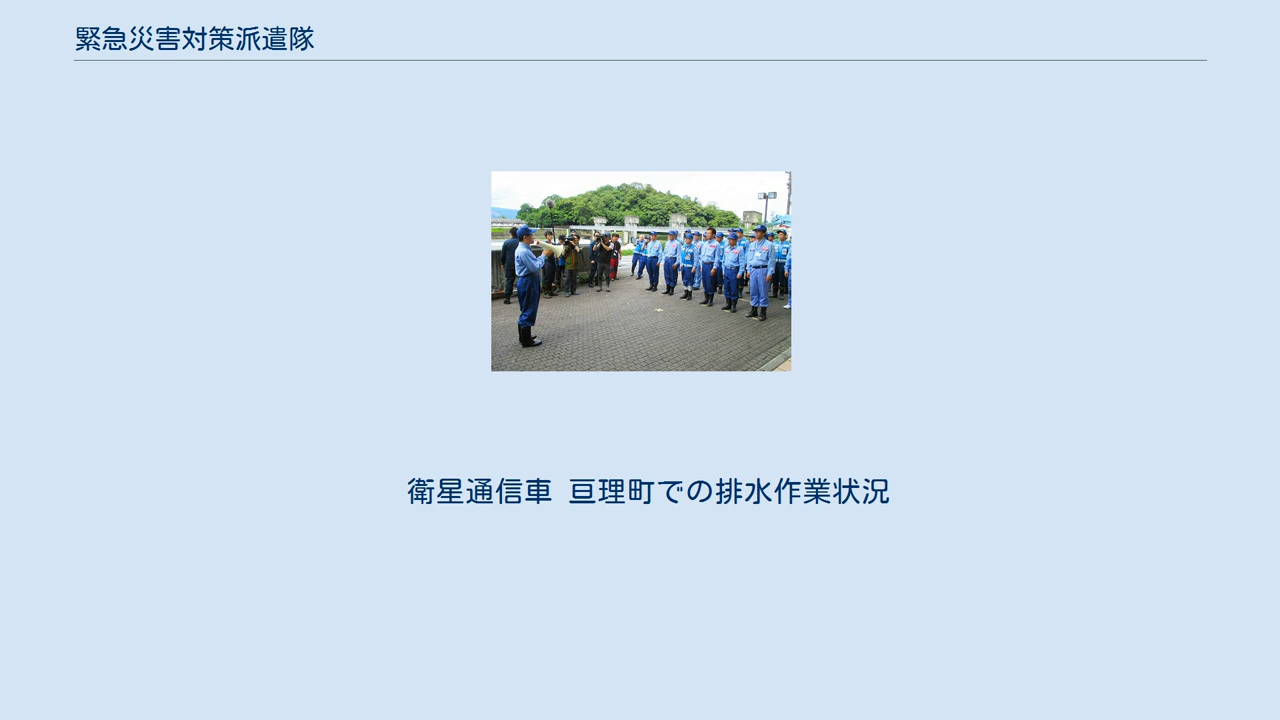 緊急災害対策派遣隊
衛星通信車 亘理町での排水作業状況